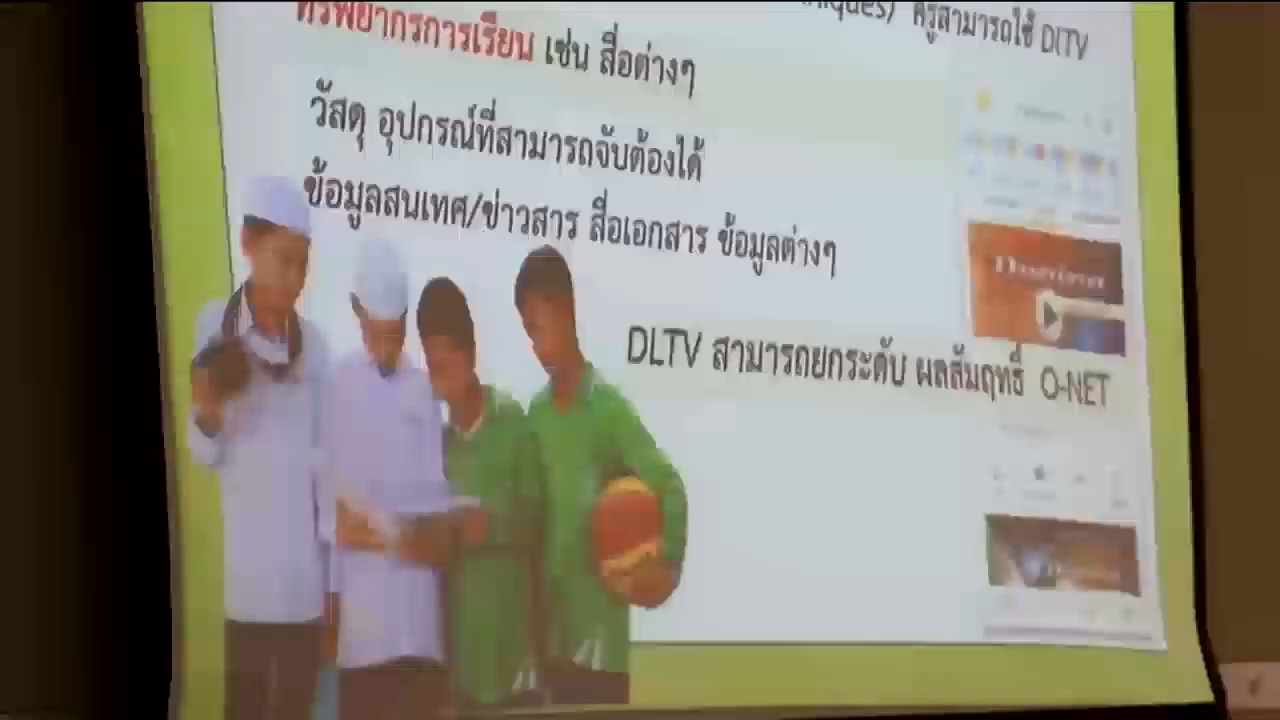 ครูสามารถใช้ DLTV
ทรัพยากรการเรียน เช่น สื่อต่างๆ
วัสดุ อุปกรณ์ที่สามารถจับต้องได้
ข้อมูลสนเทศ/ข่าวสาร สื่อเอกสาร ข้อมูลต่างๆ
DLTV สามารถยกระดับ ผลสัมฤทธิ์ O-NET